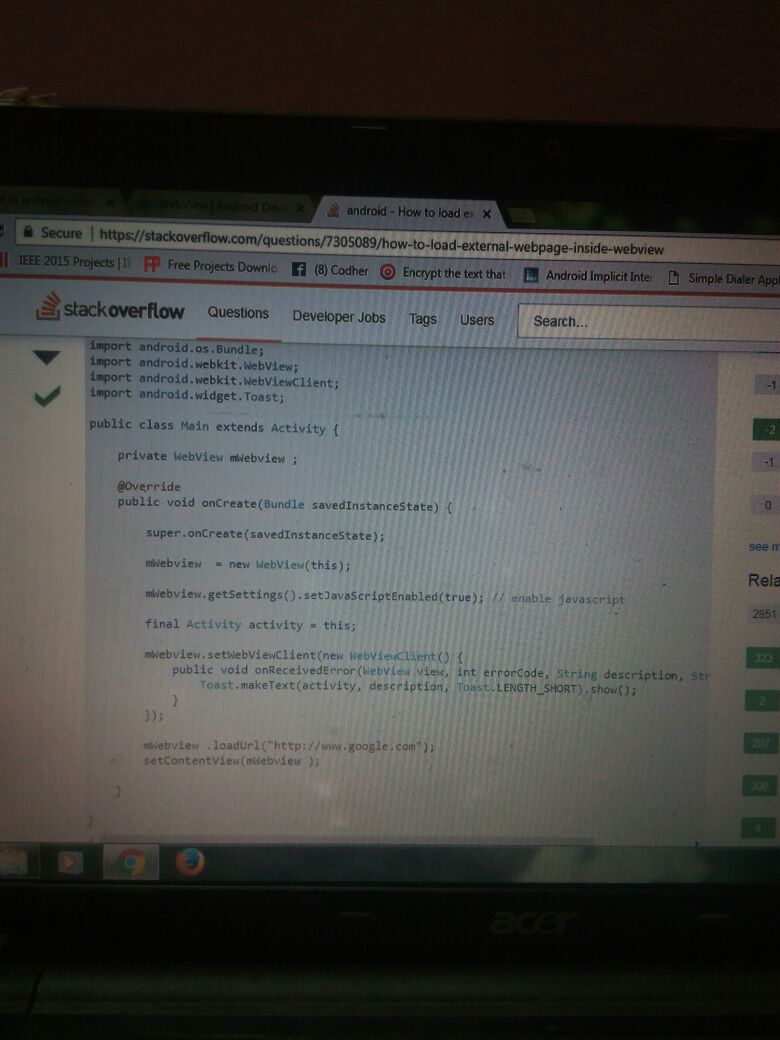 WebView | Android Deve
android - How to load ex
Secure https://stackoverflow.com/questions/7305089/how-to-load-external-webpage-inside-webview
IEEE 2015 Projects | IE
Free Projects Downlo
(8) Codher
Encrypt the text that
Android Implicit Inte
Simple Dialer Appl
stackoverflow
Questions
Developer Jobs
Tags
Users
Search...
import android.os.Bundle;
import android.webkit.WebView;
import android.webkit.WebViewClient;
import android.widget.Toast;
public class Main extends Activity {
private WebView mWebview ;
@Override
public void onCreate(Bundle savedInstanceState) {
super.onCreate(savedInstanceState);
mWebview = new WebView(this);
mWebview.getSettings().setJavaScriptEnabled(true); // enable javascript
final Activity activity = this;
mWebview.setWebViewClient(new WebViewClient() {
public void onReceivedError(WebView view, int errorCode, String description, Str
Toast.makeText(activity, description, Toast.LENGTH_SHORT).show();
}
});
mWebview .loadUrl("http://www.google.com");
setContentView(mWebview );
}
}
-1
-2
-1
0
see m
Rela
2851
323
2
207
306
4
acer